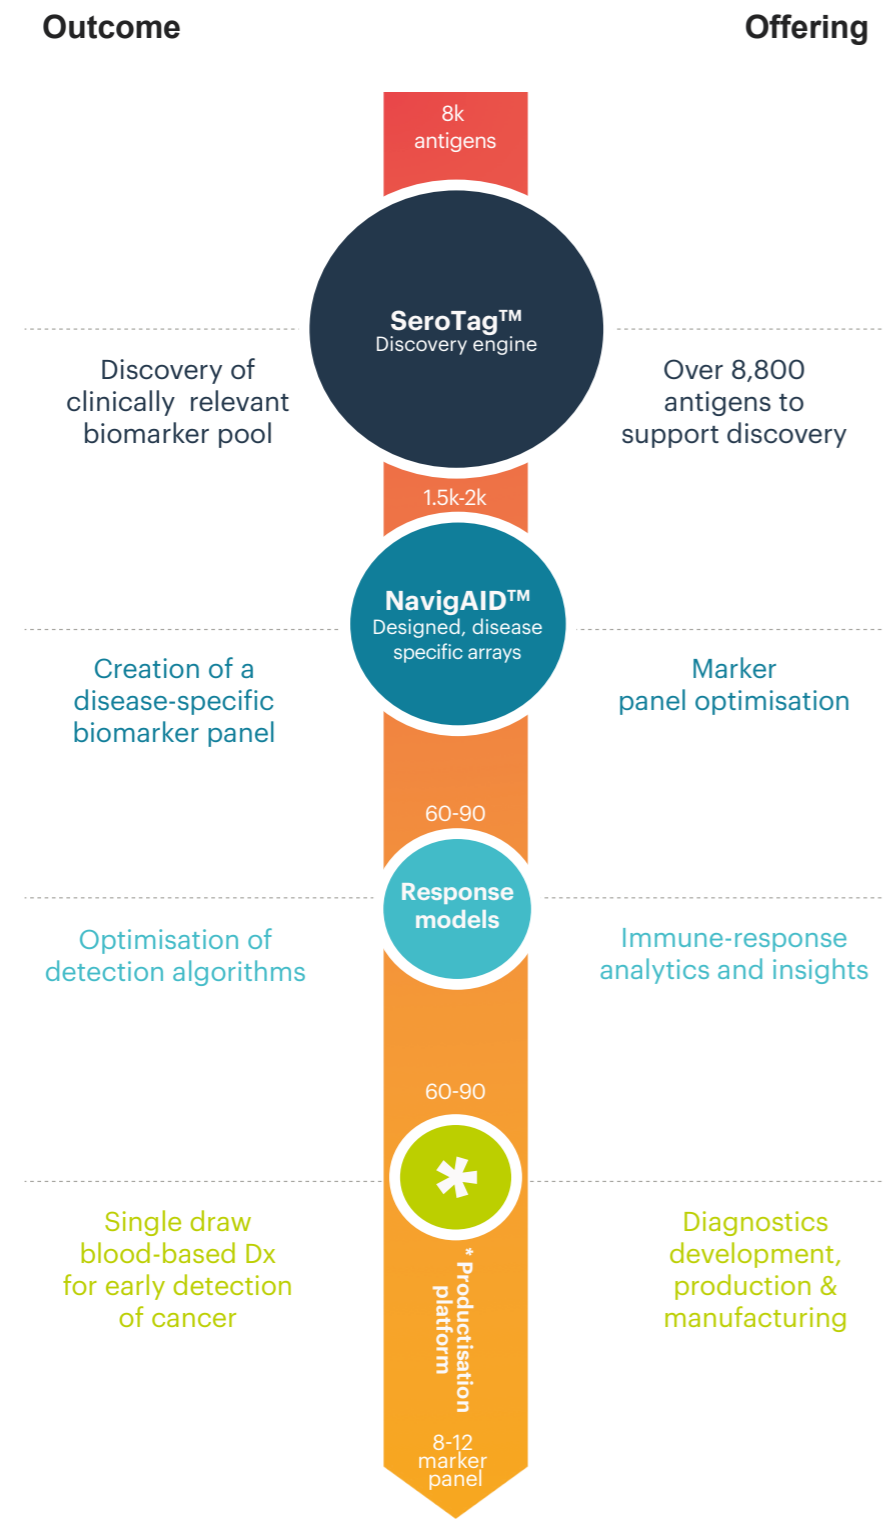 Outcome
Offering
8k
antigens
SeroTag™
Discovery engine
Discovery of
clinically relevant
biomarker pool
Over 8,800
antigens to
support discovery
1.5k-2k
NavigAID™
Designed, disease
specific arrays
Creation of a
disease-specific
biomarker panel
Marker
panel optimisation
60-90
Response
models
Optimisation of
detection algorithms
Immune-response
analytics and insights
60-90
*
Single draw
blood-based Dx
for early detection
of cancer
Diagnostics
development,
production &
manufacturing
* Productisation
platform
8-12
marker
panel